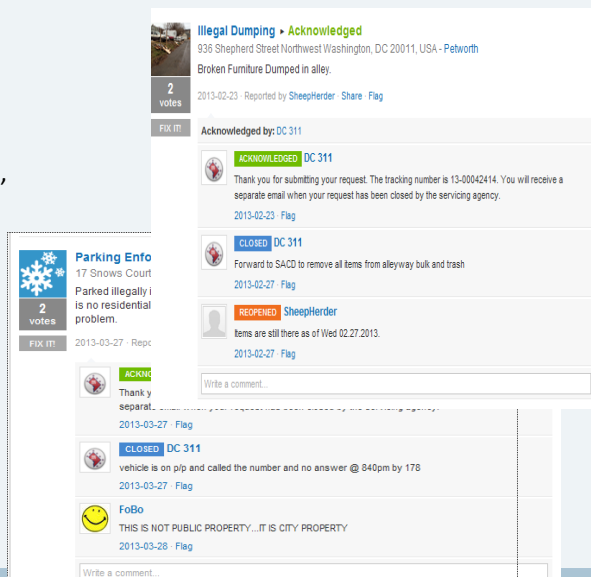 ,
Illegal Dumping ▸ Acknowledged
936 Shepherd Street Northwest Washington, DC 20011, USA - Petworth
Broken Furniture Dumped in alley.
2 votes
2013-02-23 · Reported by SheepHerder · Share · Flag
FIX IT!
Acknowledged by: DC 311
ACKNOWLEDGED DC 311
Thank you for submitting your request. The tracking number is 13-00042414. You will receive a
separate email when your request has been closed by the servicing agency.
2013-02-23 · Flag
CLOSED DC 311
Forward to SACD to remove all items from alleyway bulk and trash
2013-02-27 · Flag
REOPENED SheepHerder
Items are still there as of Wed 02.27.2013.
2013-02-27 · Flag
Write a comment...
Parking Enfo
17 Snows Court
Parked illegally i
is no residential
problem.
2 votes
FIX IT!
2013-03-27 · Repo
ACKNO
Thank y
separate
2013-03-27 · Flag
CLOSED DC 311
vehicle is on p/p and called the number and no answer @ 840pm by 178
2013-03-27 · Flag
FoBo
THIS IS NOT PUBLIC PROPERTY...IT IS CITY PROPERTY
2013-03-28 · Flag
Write a comment...